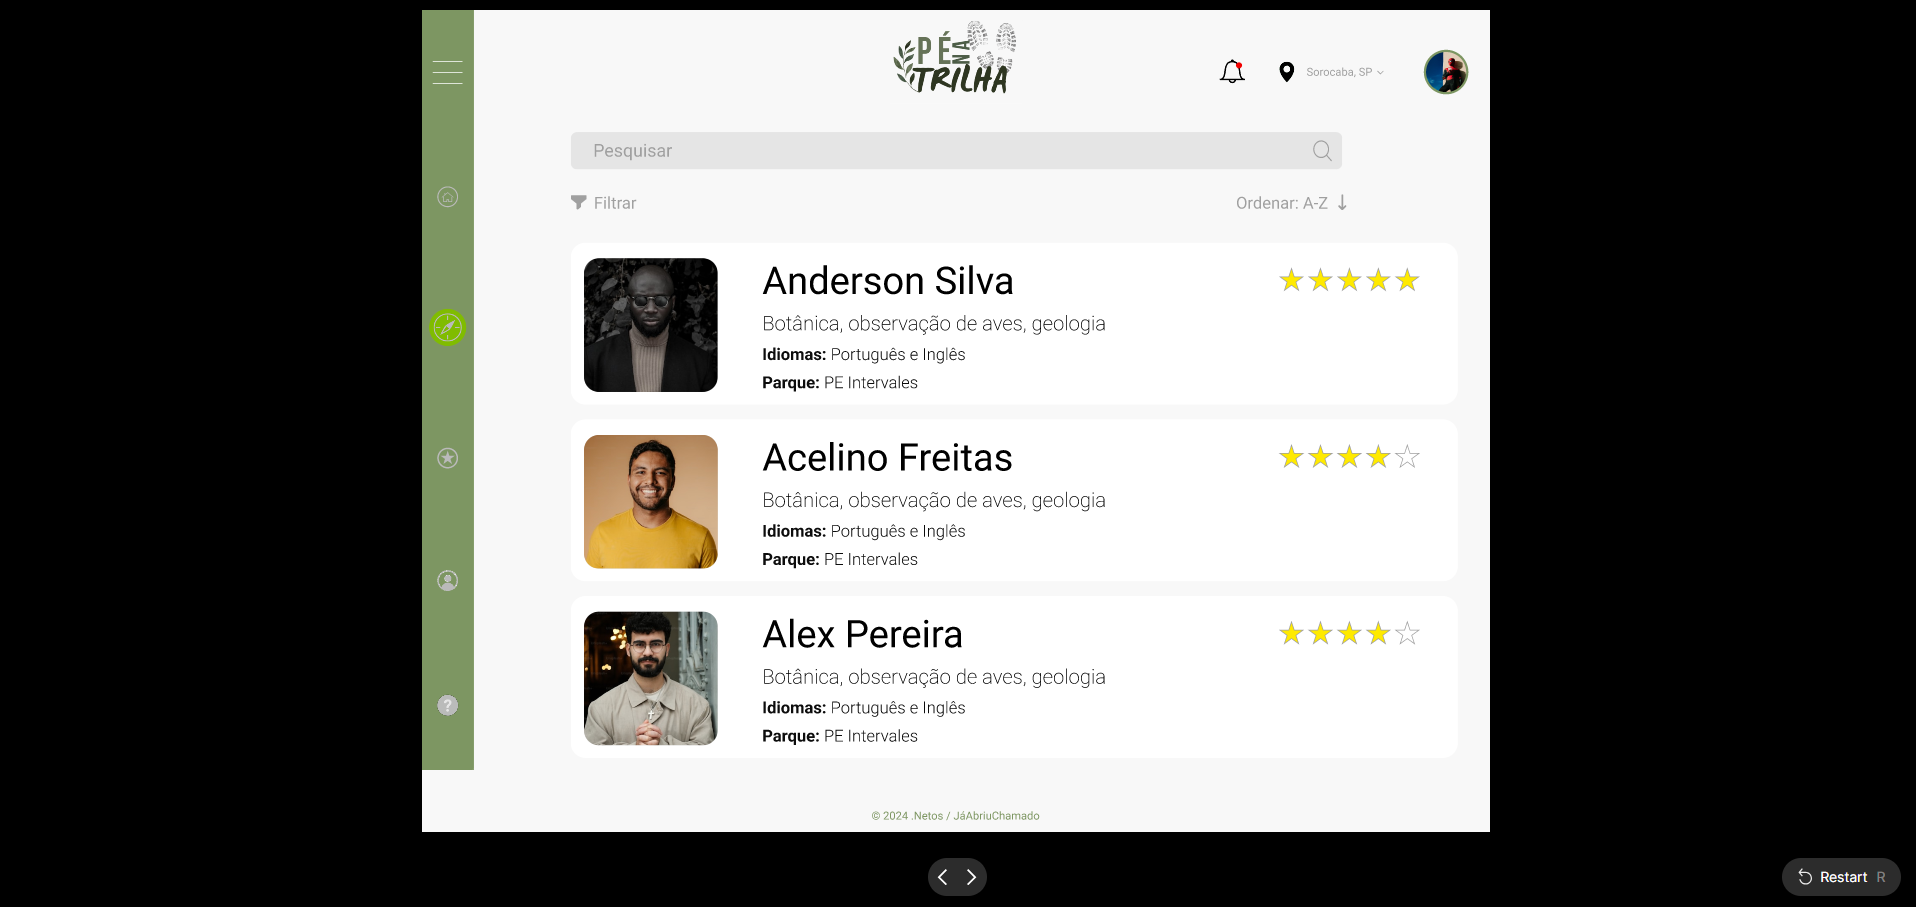 PÉ NA
TRILHA
Sorocaba, SP
Pesquisar
Filtrar
Ordenar: A-Z
Anderson Silva
Botânica, observação de aves, geologia
Idiomas: Português e Inglês
Parque: PE Intervales
Acelino Freitas
Botânica, observação de aves, geologia
Idiomas: Português e Inglês
Parque: PE Intervales
Alex Pereira
Botânica, observação de aves, geologia
Idiomas: Português e Inglês
Parque: PE Intervales
?
© 2024 .Netos / JáAbriuChamado
Restart R